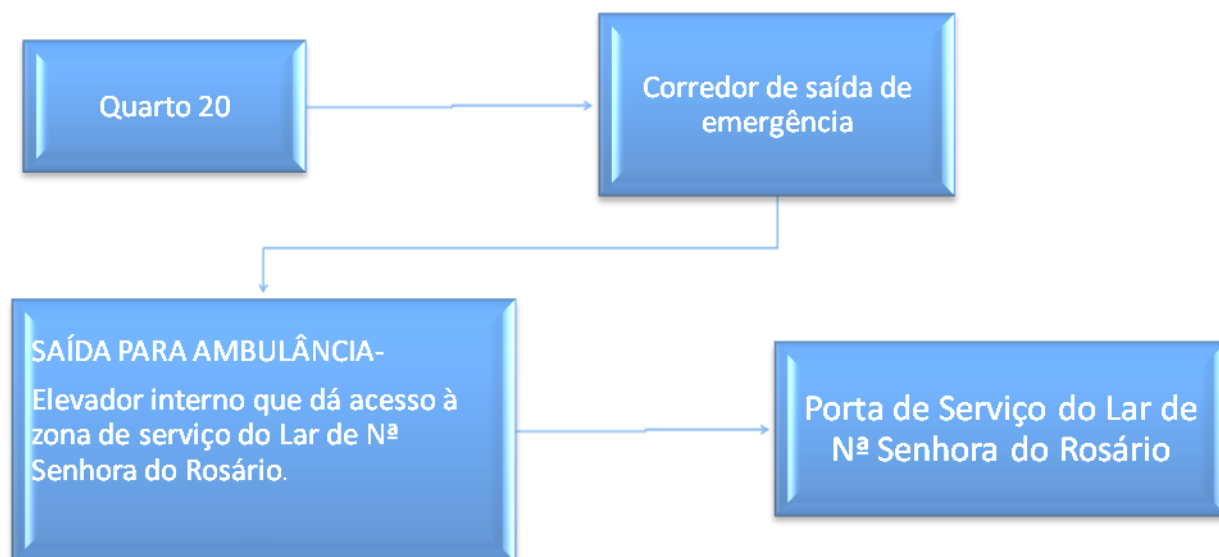 Quarto 20
Corredor de saída de
emergência
SAÍDA PARA AMBULÂNCIA-
Elevador interno que dá acesso à
zona de serviço do Lar de Nª
Senhora do Rosário.
Porta de Serviço do Lar de
Nª Senhora do Rosário